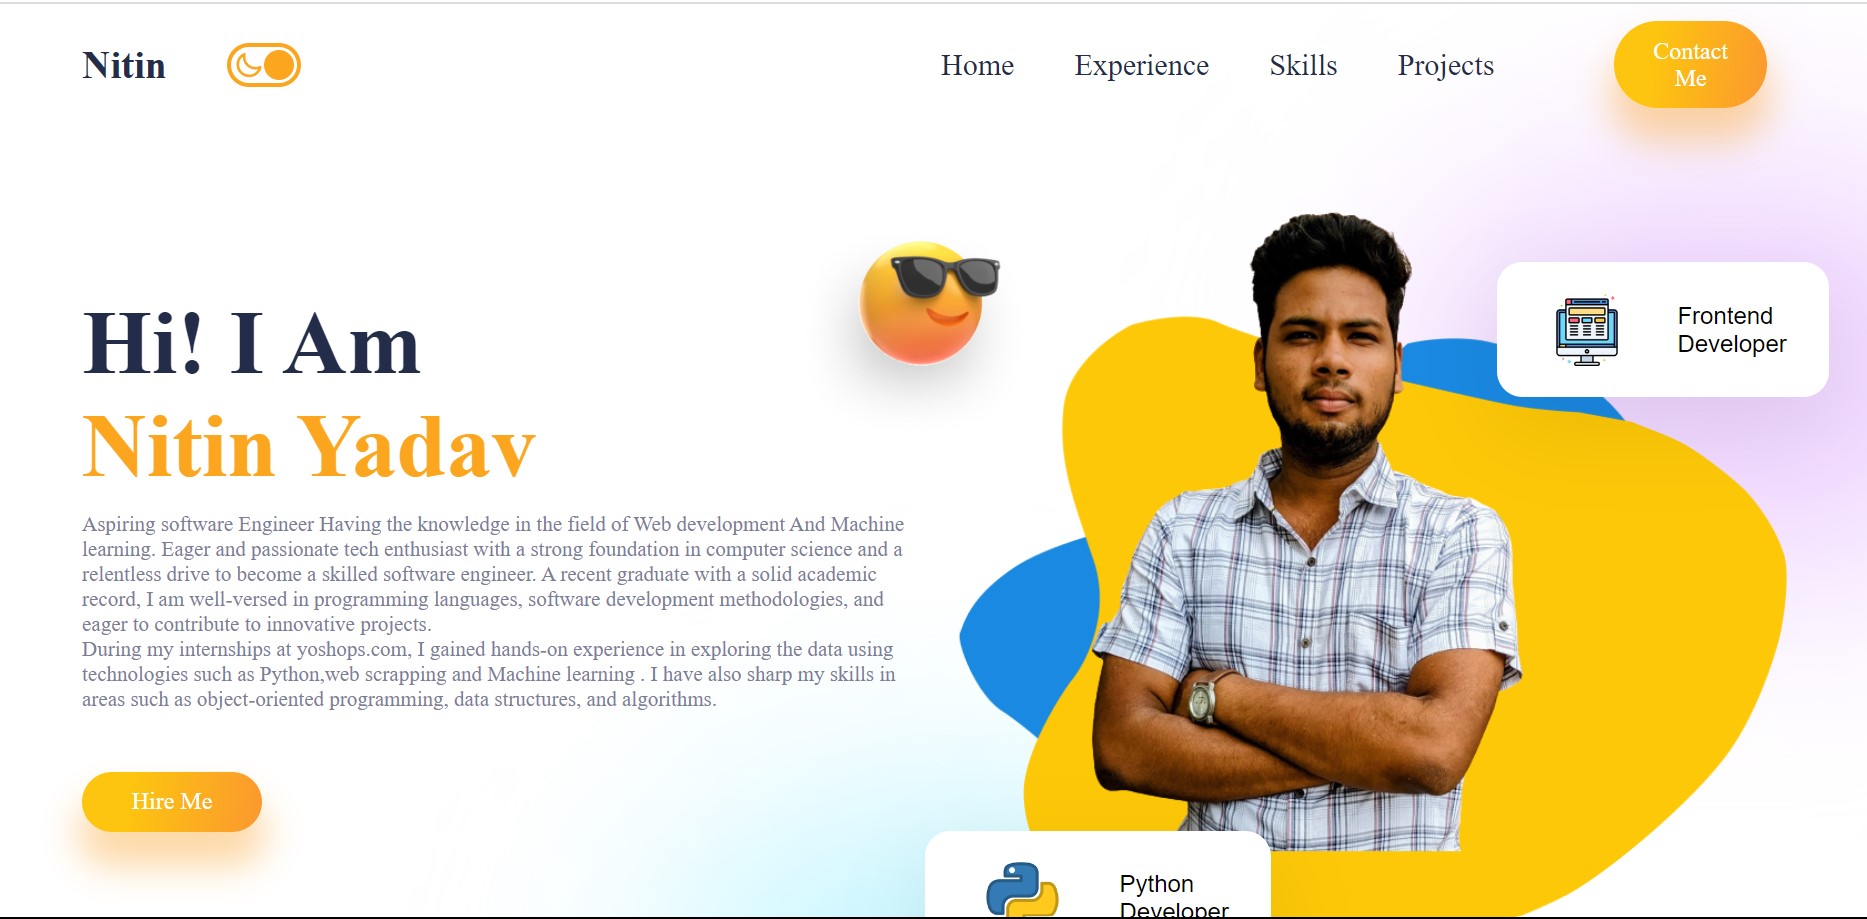 Nitin
Home Experience Skills Projects
Contact
Me
Hi! I Am
Nitin Yadav
Aspiring software Engineer Having the knowledge in the field of Web development And Machine
learning. Eager and passionate tech enthusiast with a strong foundation in computer science and a
relentless drive to become a skilled software engineer. A recent graduate with a solid academic
record, I am well-versed in programming languages, software development methodologies, and
eager to contribute to innovative projects.
During my internships at yoshops.com, I gained hands-on experience in exploring the data using
technologies such as Python,web scrapping and Machine learning . I have also sharp my skills in
areas such as object-oriented programming, data structures, and algorithms.
Hire Me
Frontend
Developer
Python
Developer